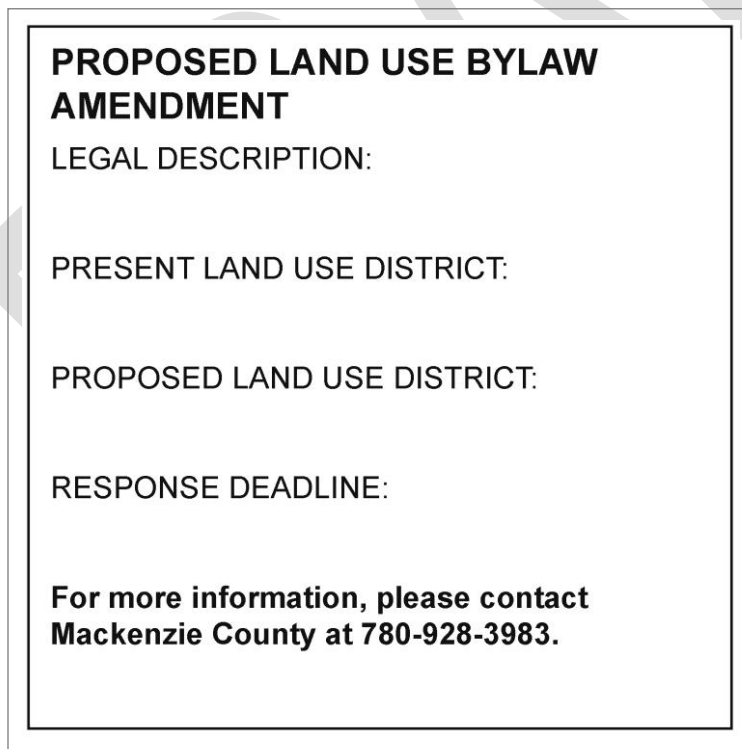 PROPOSED LAND USE BYLAW
AMENDMENT
LEGAL DESCRIPTION:
PRESENT LAND USE DISTRICT:
PROPOSED LAND USE DISTRICT:
RESPONSE DEADLINE:
For more information, please contact
Mackenzie County at 780-928-3983.